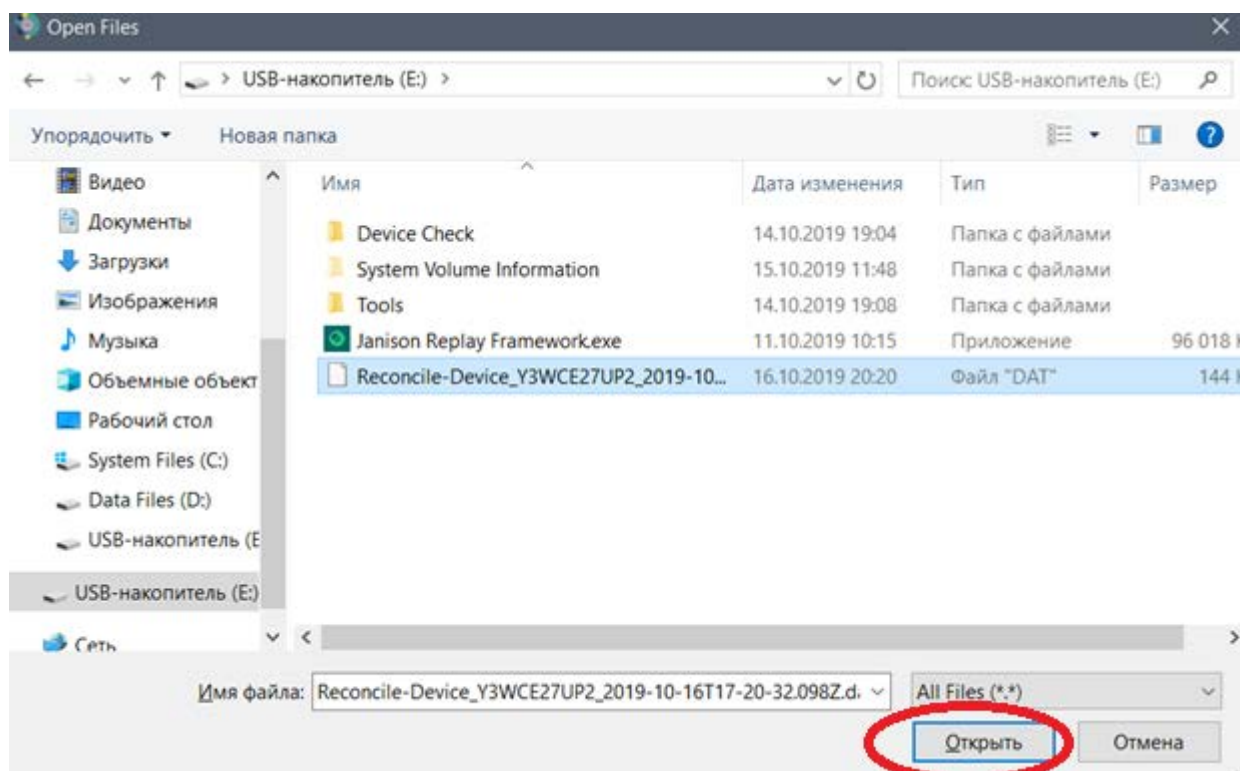 Open Files
USB-накопитель (E:)
Поиск: USB-накопитель (E:)
Упорядочить
Новая папка
Видео
Документы
Загрузки
Изображения
Музыка
Объемные объект
Рабочий стол
System Files (C:)
Data Files (D:)
USB-накопитель (E
USB-накопитель (E:)
Сеть
Имя Дата изменения Тип Размер
Device Check 14.10.2019 19:04 Папка с файлами
System Volume Information 15.10.2019 11:48 Папка с файлами
Tools 14.10.2019 19:08 Папка с файлами
Janison Replay Framework.exe 11.10.2019 10:15 Приложение 96 018
Reconcile-Device_Y3WCE27UP2_2019-10... 16.10.2019 20:20 Файл "DAT" 144
Имя файла: Reconcile-Device_Y3WCE27UP2_2019-10-16T17-20-32.098Z.d
All Files (*.*)
Открыть Отмена